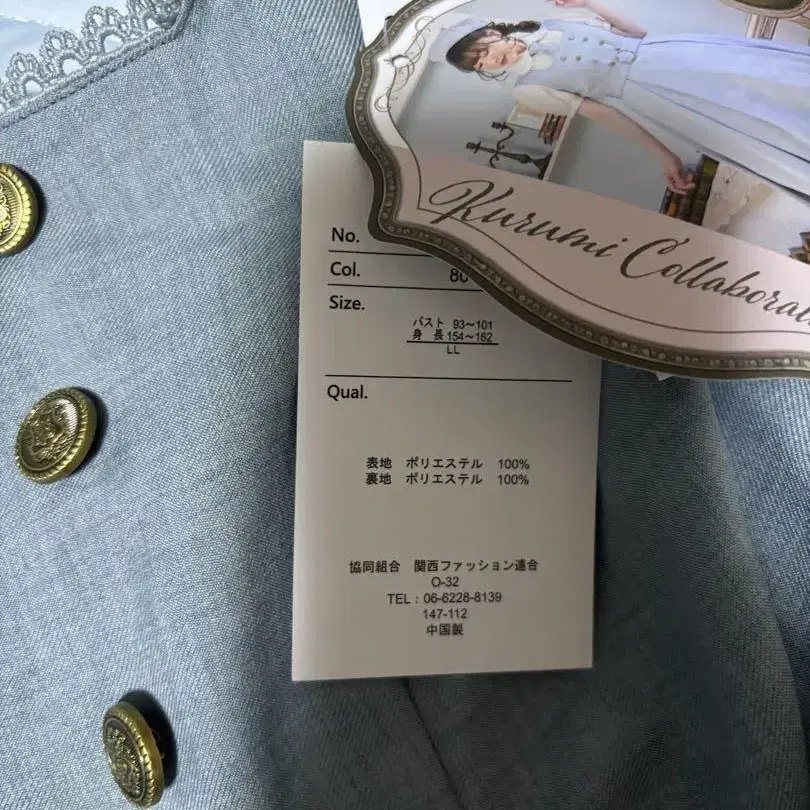 Kurumi Collaborat
No.
Col. 80
Size.
バスト 93〜101
身 長 154〜162
LL
Qual.
表地 ポリエステル 100%
裏地 ポリエステル 100%
協同組合 関西ファッション連合
O-32
TEL：06-6228-8139
147-112
中国製